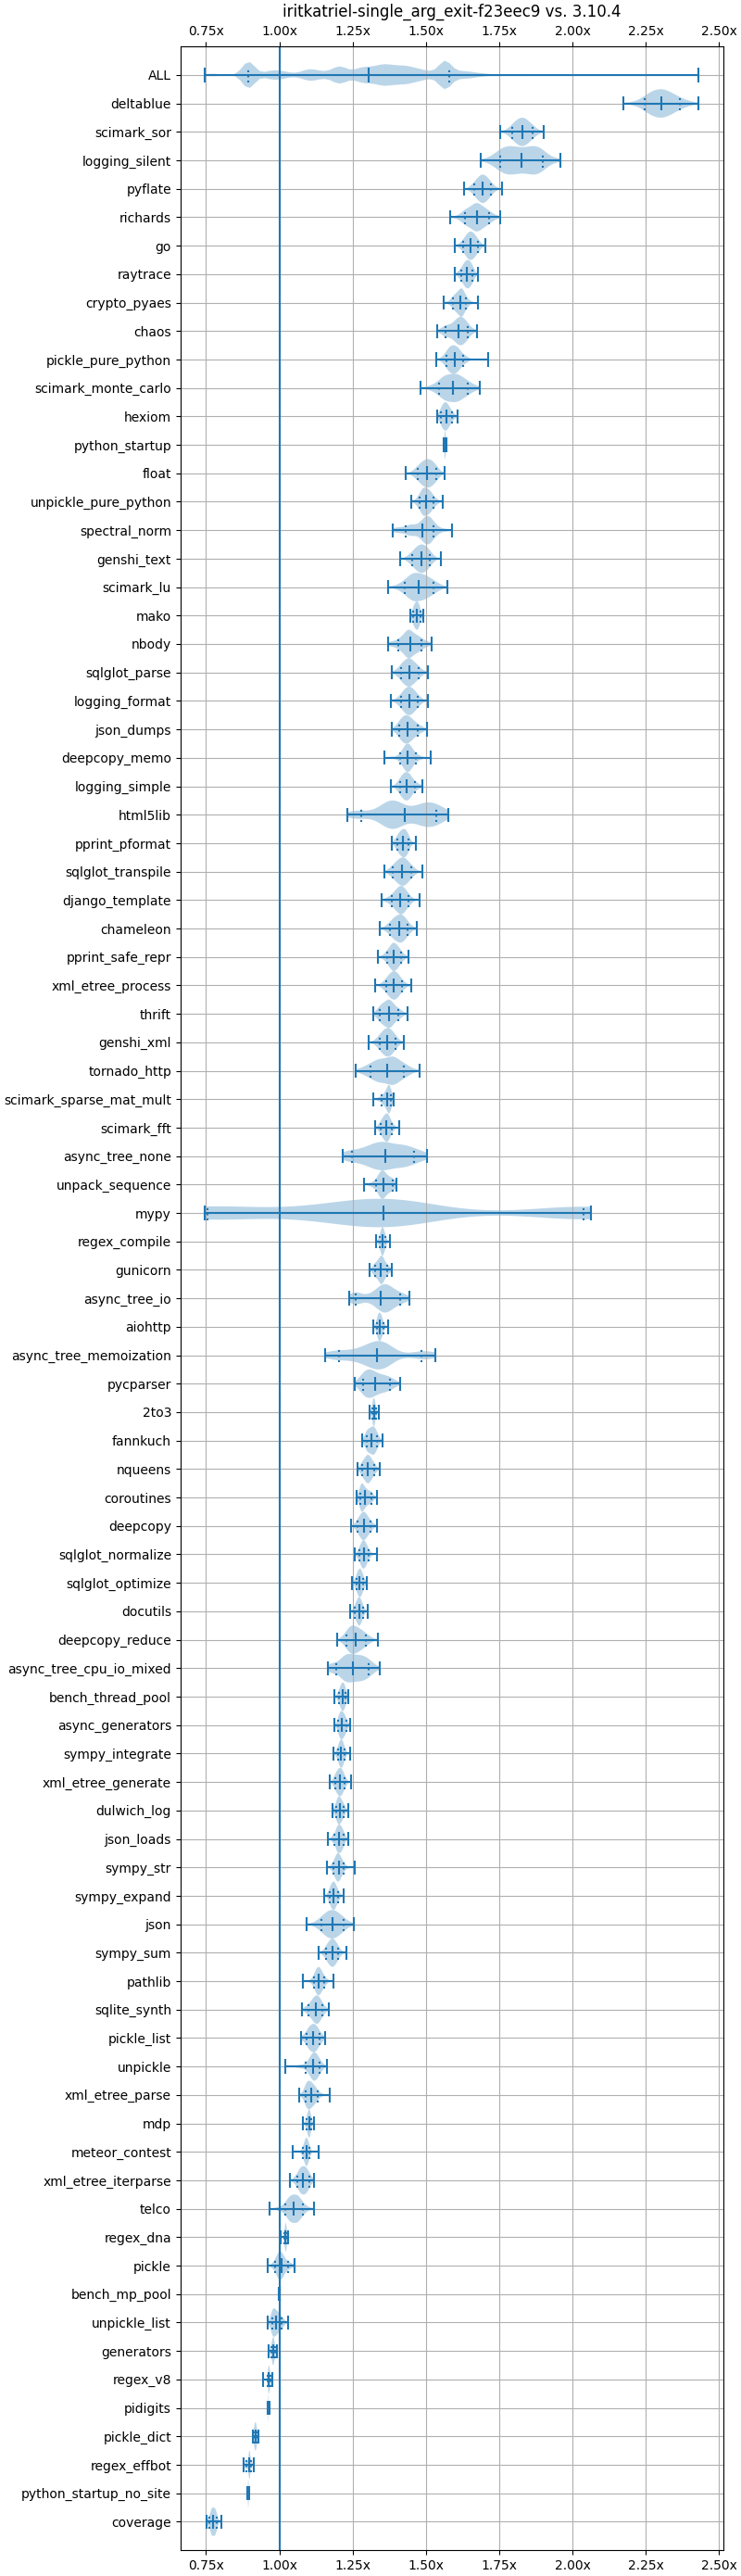 iritkatriel-single_arg_exit-f23eec9 vs. 3.10.4
0.75x 1.00x 1.25x 1.50x 1.75x 2.00x 2.25x 2.50x
ALL
deltablue
scimark_sor
logging_silent
pyflate
richards
go
raytrace
crypto_pyaes
chaos
pickle_pure_python
scimark_monte_carlo
hexiom
python_startup
float
unpickle_pure_python
spectral_norm
genshi_text
scimark_lu
mako
nbody
sqlglot_parse
logging_format
json_dumps
deepcopy_memo
logging_simple
html5lib
pprint_pformat
sqlglot_transpile
django_template
chameleon
pprint_safe_repr
xml_etree_process
thrift
genshi_xml
tornado_http
scimark_sparse_mat_mult
scimark_fft
async_tree_none
unpack_sequence
mypy
regex_compile
gunicorn
async_tree_io
aiohttp
async_tree_memoization
pycparser
2to3
fannkuch
nqueens
coroutines
deepcopy
sqlglot_normalize
sqlglot_optimize
docutils
deepcopy_reduce
async_tree_cpu_io_mixed
bench_thread_pool
async_generators
sympy_integrate
xml_etree_generate
dulwich_log
json_loads
sympy_str
sympy_expand
json
sympy_sum
pathlib
sqlite_synth
pickle_list
unpickle
xml_etree_parse
mdp
meteor_contest
xml_etree_iterparse
telco
regex_dna
pickle
bench_mp_pool
unpickle_list
generators
regex_v8
pidigits
pickle_dict
regex_effbot
python_startup_no_site
coverage
0.75x 1.00x 1.25x 1.50x 1.75x 2.00x 2.25x 2.50x